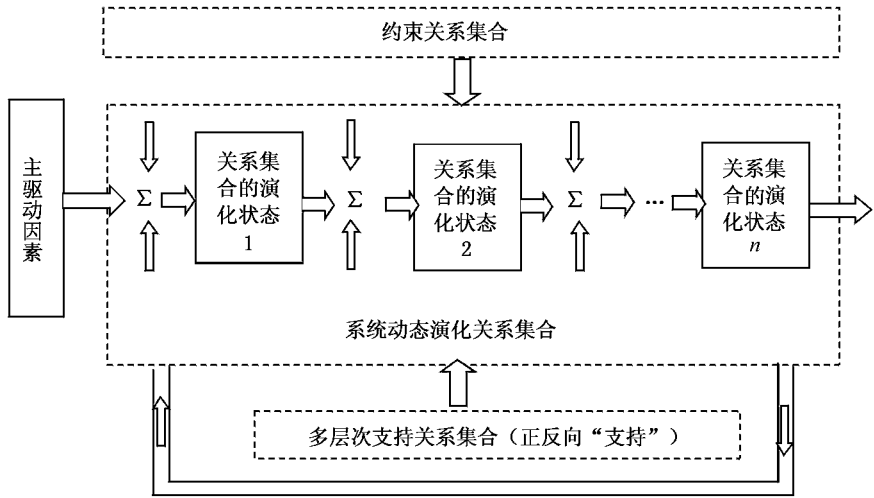 约束关系集合
主驱动因素
Σ
关系集
合的演
化状态
1
Σ
关系集
合的演
化状态
2
Σ
...
关系集
合的演
化状态
n
系统动态演化关系集合
多层次支持关系集合（正反向“支持”）